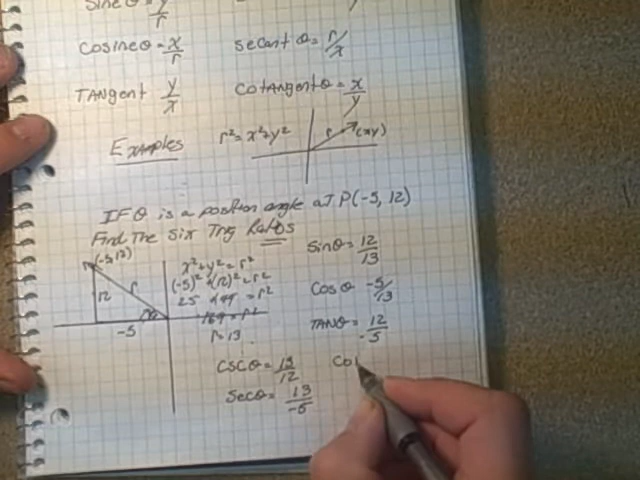 Sine θ = y/r
Cosine θ = x/r
secant θ = r/x
TANgent y/x
Cotangent θ = x/y
Examples
r² = x² + y²
r
(x y)
IF θ is a position angle at P(-5, 12)
Find The Six Trig Ratios
(-5, 12)
r
12
-5
x² + y² = r²
(-5)² + (12)² = r²
25 + 144 = r²
169 = r²
r = 13
Sin θ = 12/13
Cos θ -5/13
TAN θ = 12/-5
CSC θ = 13/12
Sec θ = 13/-5
Cot